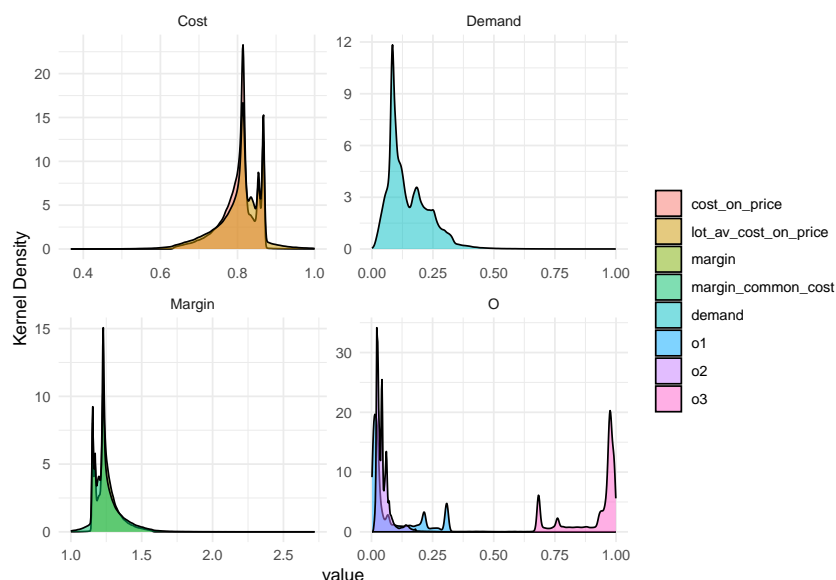 Cost
Demand
20
15
10
5
0
0.4 0.6 0.8 1.0
12
9
6
3
0
0.00 0.25 0.50 0.75 1.00
Margin
O
15
10
5
0
1.0 1.5 2.0 2.5
30
20
10
0
0.00 0.25 0.50 0.75 1.00
Kernel Density
value
cost_on_price
lot_av_cost_on_price
margin
margin_common_cost
demand
o1
o2
o3